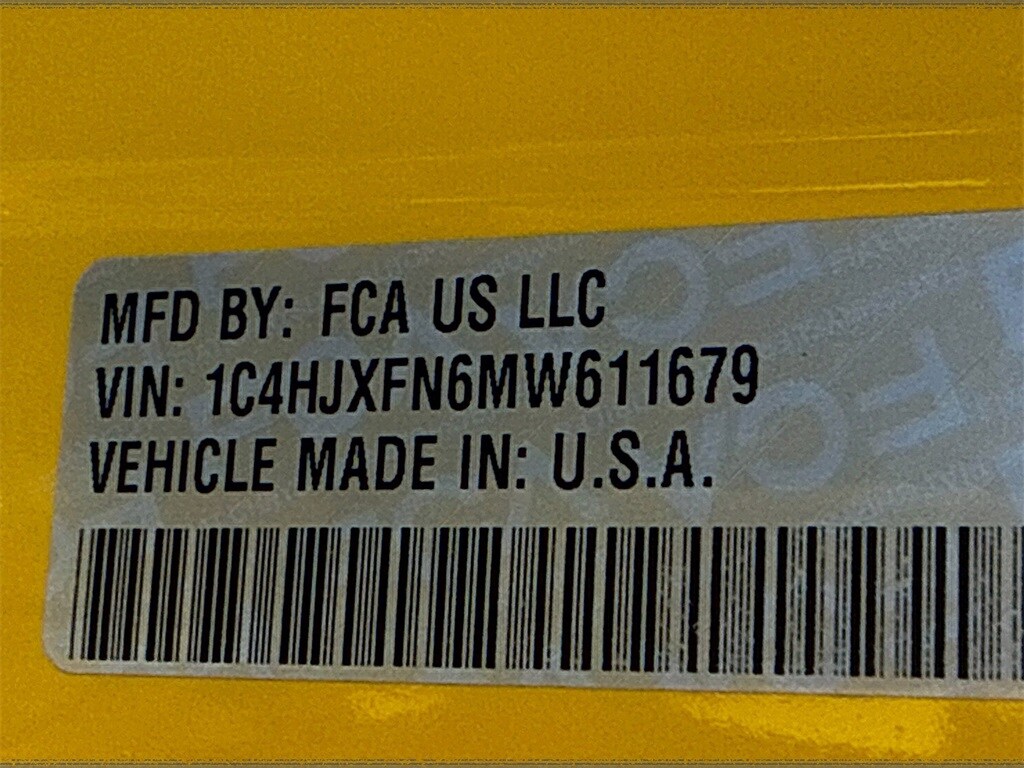 MFD BY: FCA US LLC
VIN: 1C4HJXFN6MW611679
VEHICLE MADE IN: U.S.A.